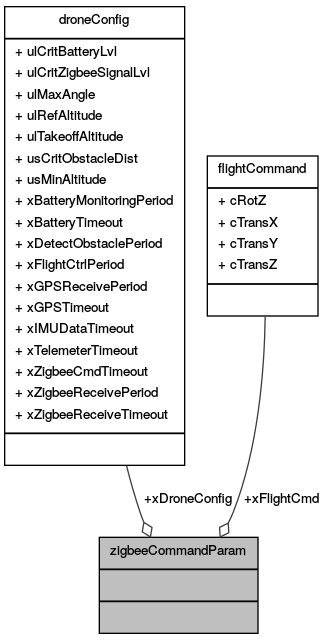 droneConfig
+ ulCritBatteryLvl
+ ulCritZigbeeSignalLvl
+ ulMaxAngle
+ ulRefAltitude
+ ulTakeoffAltitude
+ usCritObstacleDist
+ usMinAltitude
+ xBatteryMonitoringPeriod
+ xBatteryTimeout
+ xDetectObstaclePeriod
+ xFlightCtrlPeriod
+ xGPSReceivePeriod
+ xGPSTimeout
+ xIMUDataTimeout
+ xTelemeterTimeout
+ xZigbeeCmdTimeout
+ xZigbeeReceivePeriod
+ xZigbeeReceiveTimeout
flightCommand
+ cRotZ
+ cTransX
+ cTransY
+ cTransZ
+xDroneConfig
+xFlightCmd
zigbeeCommandParam